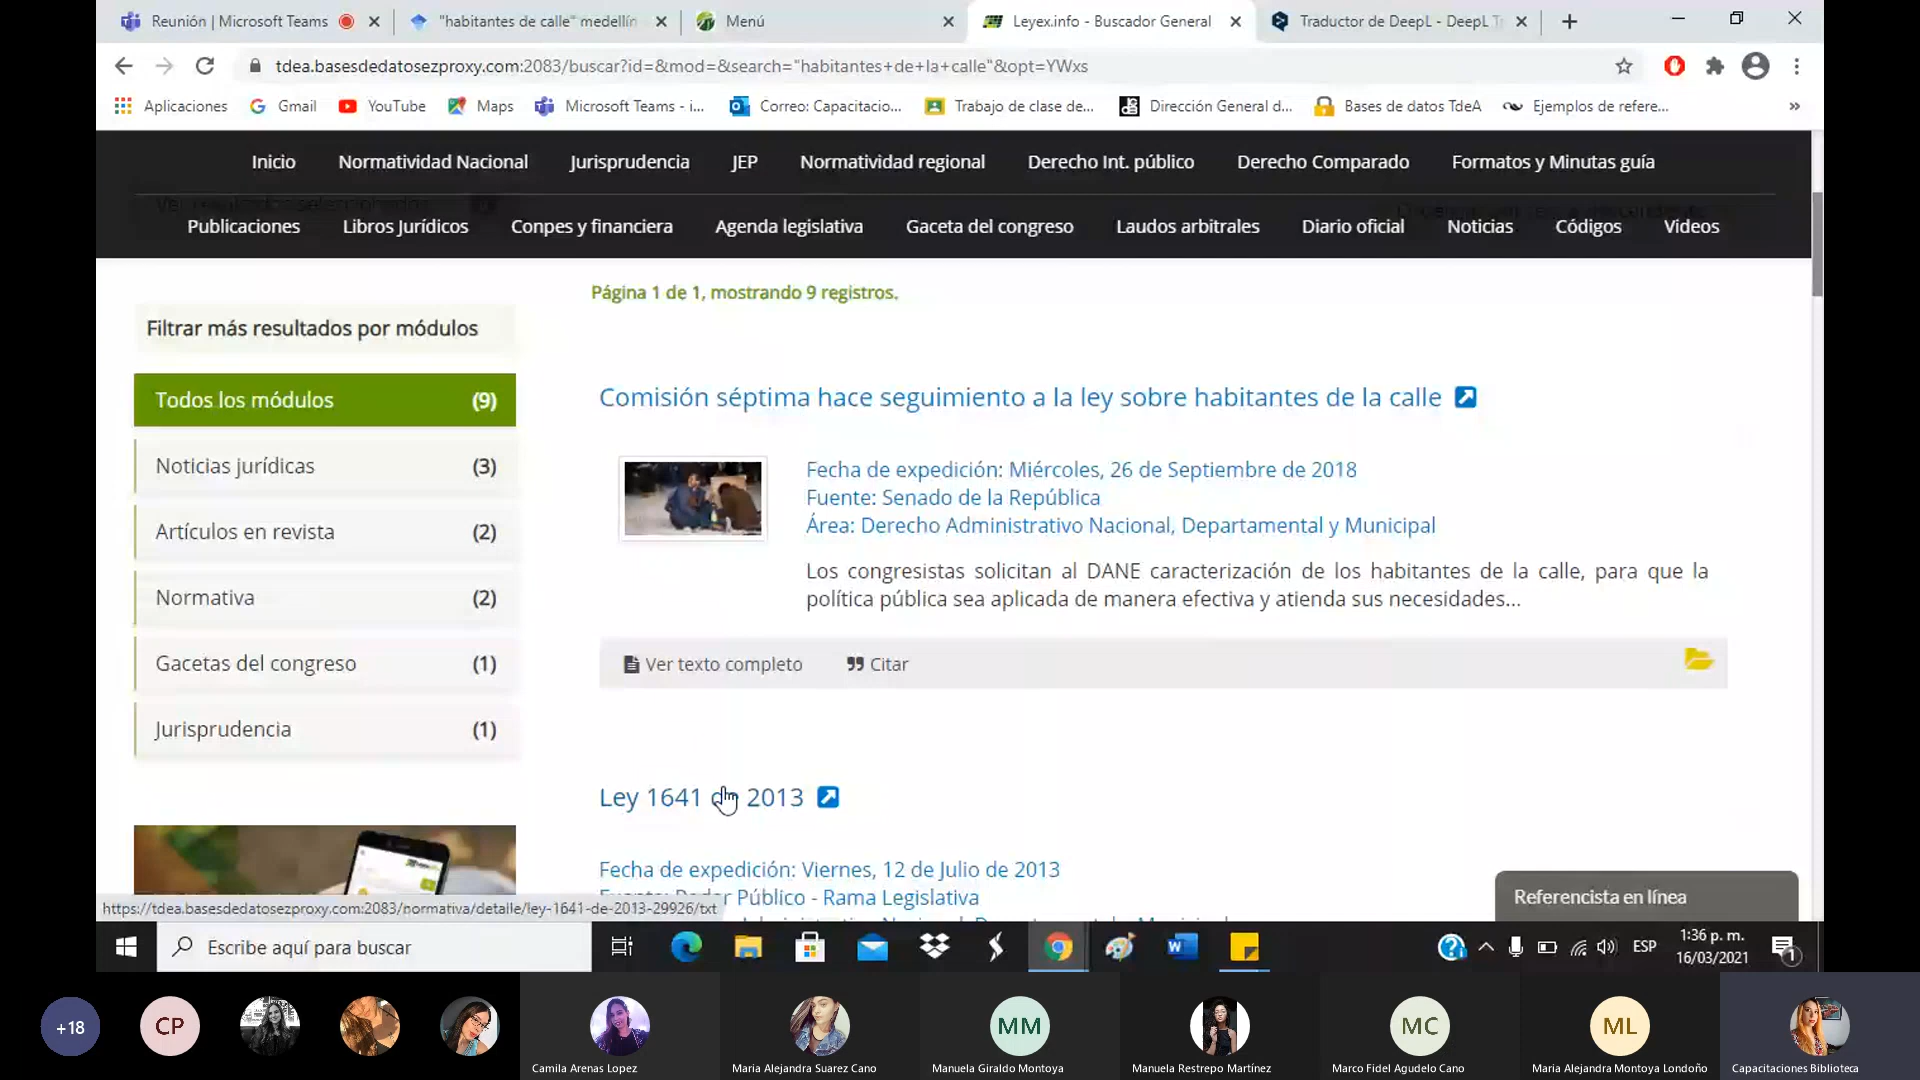 Reunión | Microsoft Teams
"habitantes de calle" medellín
Menú
Leyex.info - Buscador General
Traductor de DeepL - DeepL T
tdea.basesdedatosezproxy.com:2083/buscar?id=&mod=&search="habitantes+de+la+calle"&opt=YWxs
Aplicaciones
Gmail
YouTube
Maps
Microsoft Teams - i...
Correo: Capacitacio...
Trabajo de clase de...
Dirección General d...
Bases de datos TdeA
Ejemplos de refere...
Inicio
Normatividad Nacional
Jurisprudencia
JEP
Normatividad regional
Derecho Int. público
Derecho Comparado
Formatos y Minutas guía
Publicaciones
Libros Jurídicos
Conpes y financiera
Agenda legislativa
Gaceta del congreso
Laudos arbitrales
Diario oficial
Noticias
Códigos
Videos
Página 1 de 1, mostrando 9 registros.
Filtrar más resultados por módulos
Todos los módulos (9)
Noticias jurídicas (3)
Artículos en revista (2)
Normativa (2)
Gacetas del congreso (1)
Jurisprudencia (1)
Comisión séptima hace seguimiento a la ley sobre habitantes de la calle
Fecha de expedición: Miércoles, 26 de Septiembre de 2018
Fuente: Senado de la República
Área: Derecho Administrativo Nacional, Departamental y Municipal
Los congresistas solicitan al DANE caracterización de los habitantes de la calle, para que la
política pública sea aplicada de manera efectiva y atienda sus necesidades...
Ver texto completo
Citar
Ley 1641 de 2013
Fecha de expedición: Viernes, 12 de Julio de 2013
Público - Rama Legislativa
Referencista en línea
https://tdea.basesdedatosezproxy.com:2083/normativa/detalle/ley-1641-de-2013-29926/txt
Escribe aquí para buscar
ESP
1:36 p. m.
16/03/2021
1
+18
CP
Camila Arenas Lopez
Maria Alejandra Suarez Cano
MM
Manuela Giraldo Montoya
Manuela Restrepo Martínez
MC
Marco Fidel Agudelo Cano
ML
Maria Alejandra Montoya Londoño
Capacitaciones Biblioteca